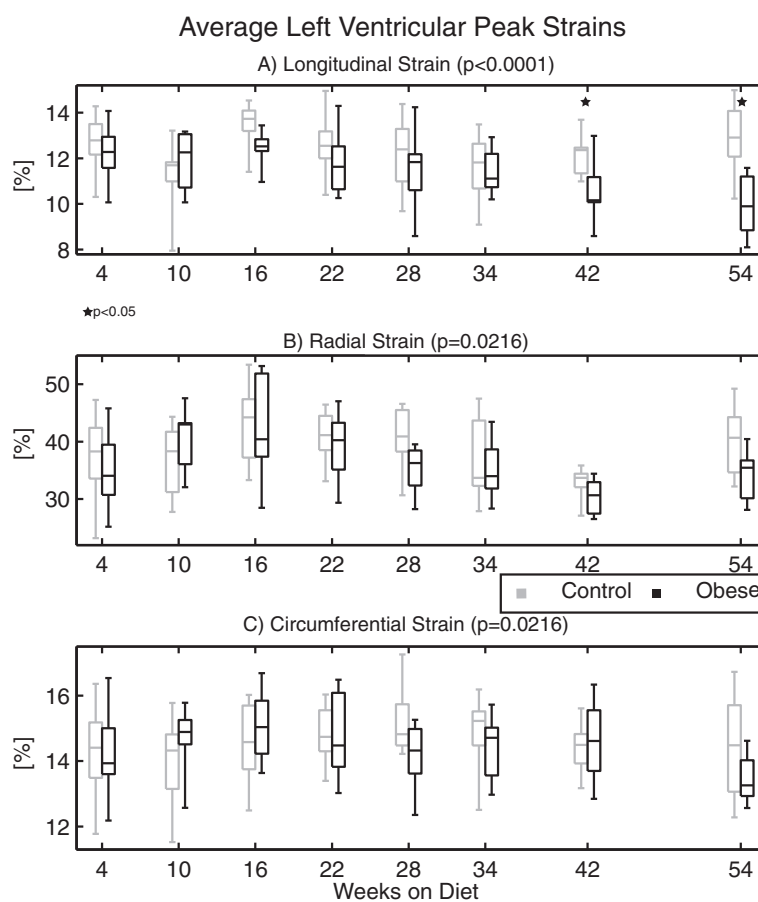 Average Left Ventricular Peak Strains
A) Longitudinal Strain (p<0.0001)
[%]
14
12
10
8
4 10 16 22 28 34 42 54
★p<0.05
B) Radial Strain (p=0.0216)
[%]
50
40
30
4 10 16 22 28 34 42 54
Control Obese
C) Circumferential Strain (p=0.0216)
[%]
16
14
12
4 10 16 22 28 34 42 54
Weeks on Diet